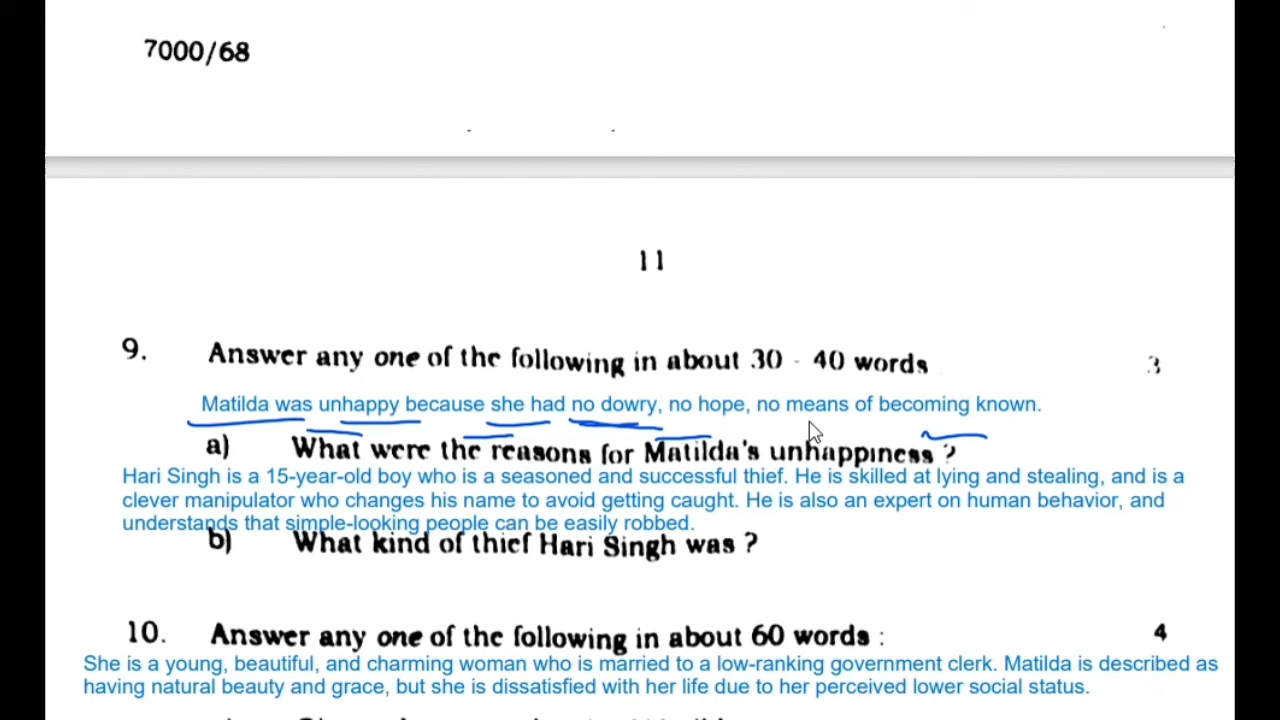 7000/68
11
9. Answer any one of the following in about 30 - 40 words 3
Matilda was unhappy because she had no dowry, no hope, no means of becoming known.
a) What were the reasons for Matilda's unhappiness ?
Hari Singh is a 15-year-old boy who is a seasoned and successful thief. He is skilled at lying and stealing, and is a
clever manipulator who changes his name to avoid getting caught. He is also an expert on human behavior, and
understands that simple-looking people can be easily robbed.
b) What kind of thief Hari Singh was ?
10. Answer any one of the following in about 60 words : 4
She is a young, beautiful, and charming woman who is married to a low-ranking government clerk. Matilda is described as
having natural beauty and grace, but she is dissatisfied with her life due to her perceived lower social status.